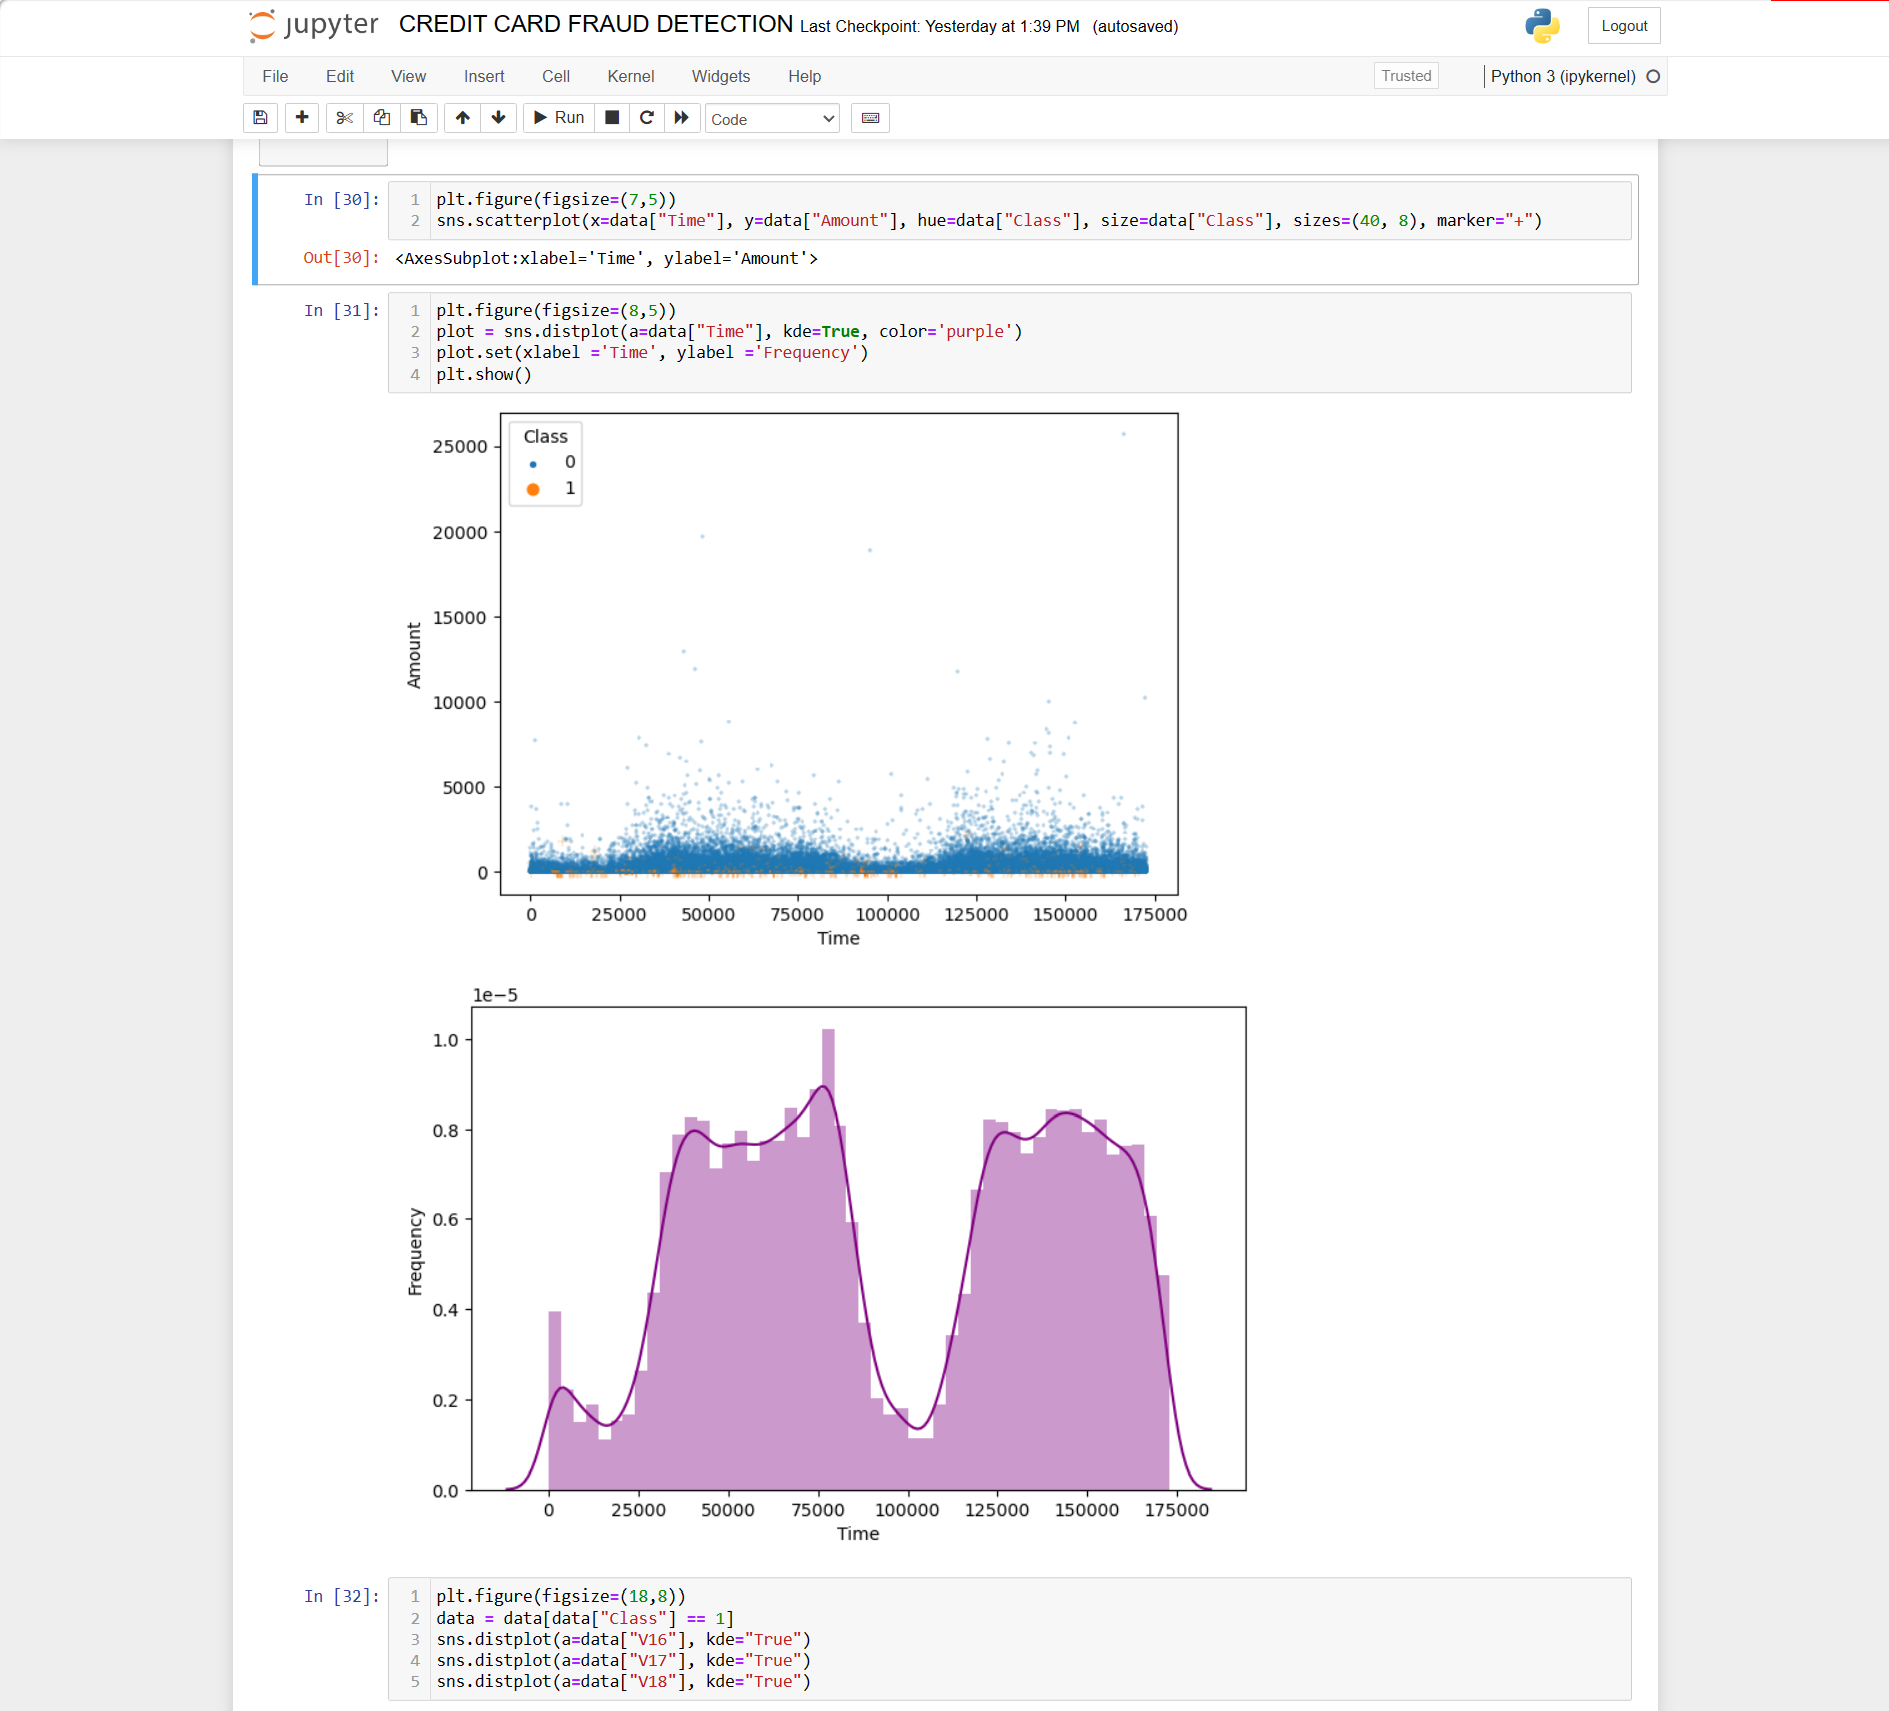 jupyter CREDIT CARD FRAUD DETECTION Last Checkpoint: Yesterday at 1:39 PM (autosaved) Logout
File Edit View Insert Cell Kernel Widgets Help Trusted Python 3 (ipykernel)
Run Code
In [30]:
1 plt.figure(figsize=(7,5))
2 sns.scatterplot(x=data["Time"], y=data["Amount"], hue=data["Class"], size=data["Class"], sizes=(40, 8), marker="+")
Out[30]: <AxesSubplot:xlabel='Time', ylabel='Amount'>
In [31]:
1 plt.figure(figsize=(8,5))
2 plot = sns.distplot(a=data["Time"], kde=True, color='purple')
3 plot.set(xlabel ='Time', ylabel ='Frequency')
4 plt.show()
Class
0
1
25000
20000
15000
10000
5000
0
Amount
0 25000 50000 75000 100000 125000 150000 175000
Time
1e−5
1.0
0.8
0.6
0.4
0.2
0.0
Frequency
0 25000 50000 75000 100000 125000 150000 175000
Time
In [32]:
1 plt.figure(figsize=(18,8))
2 data = data[data["Class"] == 1]
3 sns.distplot(a=data["V16"], kde="True")
4 sns.distplot(a=data["V17"], kde="True")
5 sns.distplot(a=data["V18"], kde="True")